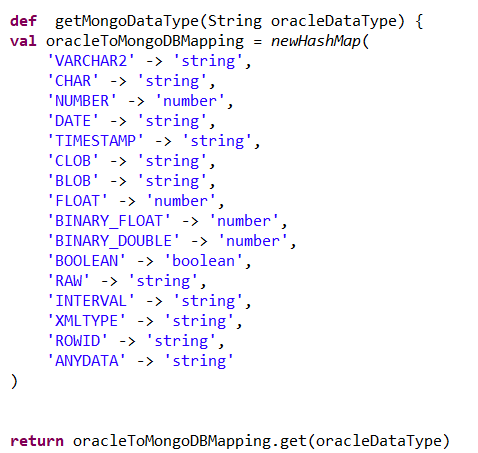 def  getMongoDataType(String oracleDataType) {
val oracleToMongoDBMapping = newHashMap(
    'VARCHAR2' -> 'string',
    'CHAR' -> 'string',
    'NUMBER' -> 'number',
    'DATE' -> 'string',
    'TIMESTAMP' -> 'string',
    'CLOB' -> 'string',
    'BLOB' -> 'string',
    'FLOAT' -> 'number',
    'BINARY_FLOAT' -> 'number',
    'BINARY_DOUBLE' -> 'number',
    'BOOLEAN' -> 'boolean',
    'RAW' -> 'string',
    'INTERVAL' -> 'string',
    'XMLTYPE' -> 'string',
    'ROWID' -> 'string',
    'ANYDATA' -> 'string'
)
return oracleToMongoDBMapping.get(oracleDataType)